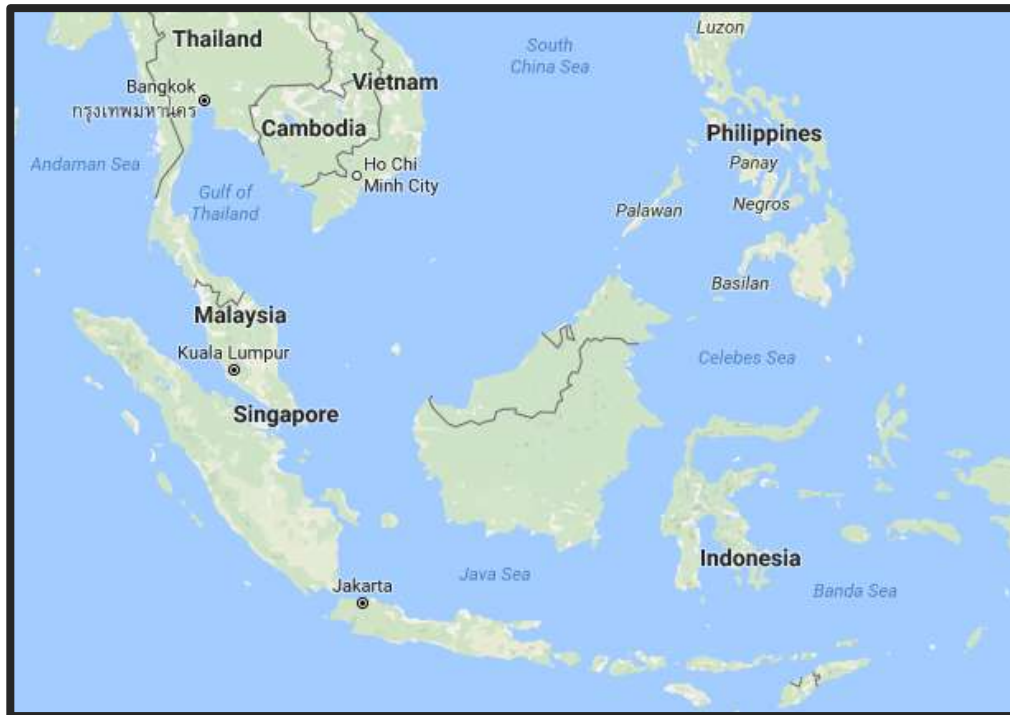 Luzon
Thailand
South
China Sea
Vietnam
Bangkok
กรุงเทพมหานคร
Cambodia
Philippines
Andaman Sea
Ho Chi
Minh City
Panay
Gulf of
Thailand
Palawan
Negros
Basilan
Malaysia
Kuala Lumpur
Celebes Sea
Singapore
Indonesia
Java Sea
Jakarta
Banda Sea